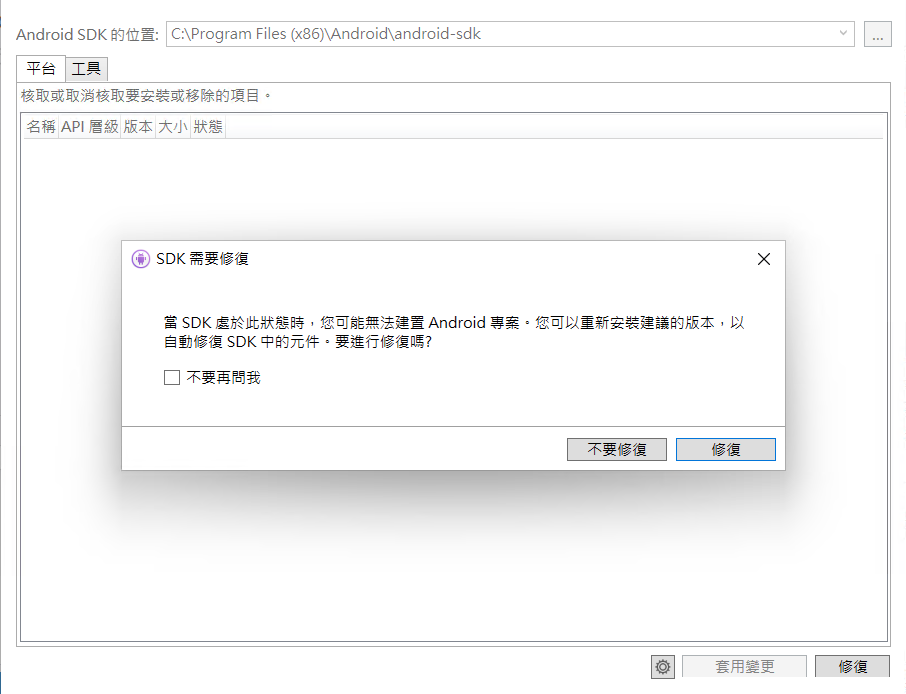 Android SDK 的位置: C:\Program Files (x86)\Android\android-sdk ...
平台 工具
核取或取消核取要安裝或移除的項目。
名稱 API 層級 版本 大小 狀態
SDK 需要修復
當 SDK 處於此狀態時，您可能無法建置 Android 專案。您可以重新安裝建議的版本，以
自動修復 SDK 中的元件。要進行修復嗎?
不要再問我
不要修復 修復
套用變更 修復